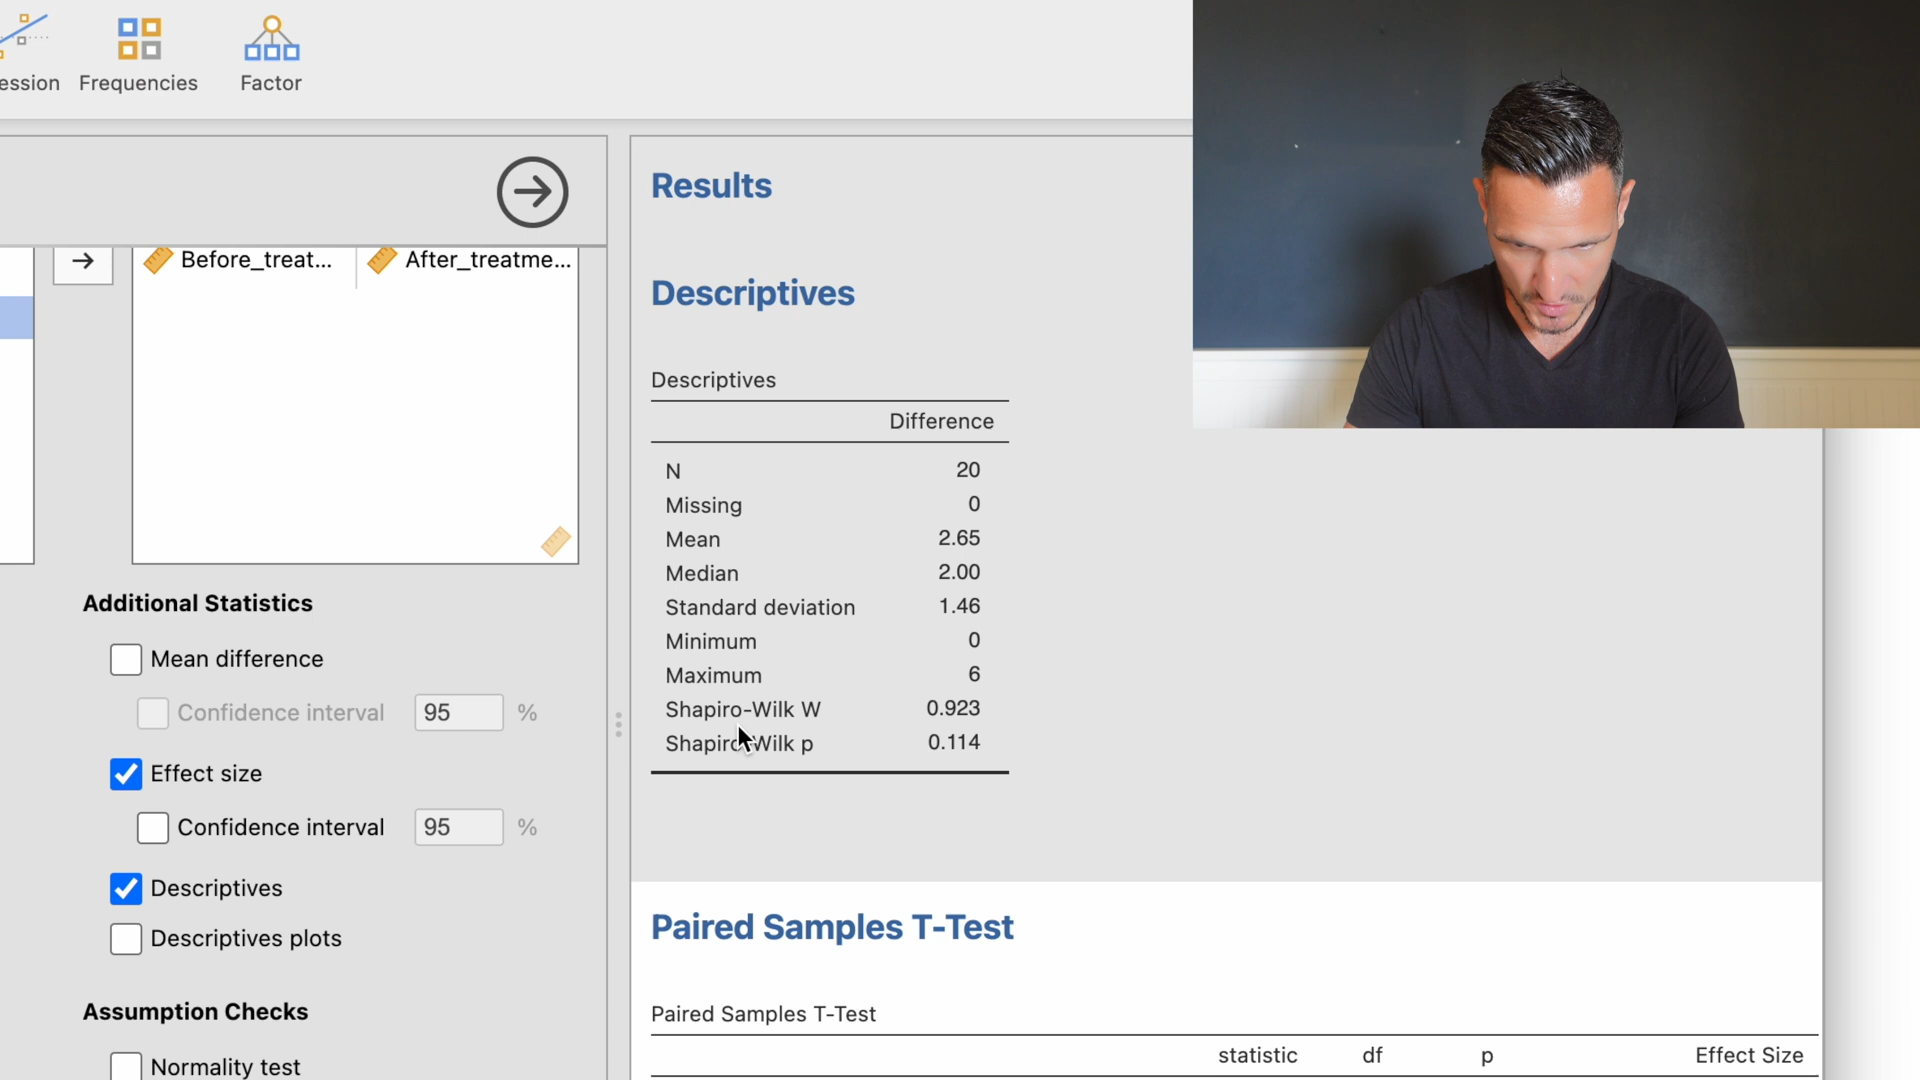 ession Frequencies Factor
→ Before_treat... After_treatme...
Additional Statistics
Mean difference
Confidence interval 95 %
Effect size
Confidence interval 95 %
Descriptives
Descriptives plots
Assumption Checks
Normality test
Results
Descriptives
Descriptives
Difference
N 20
Missing 0
Mean 2.65
Median 2.00
Standard deviation 1.46
Minimum 0
Maximum 6
Shapiro-Wilk W 0.923
Shapiro-Wilk p 0.114
Paired Samples T-Test
Paired Samples T-Test
statistic df p Effect Size